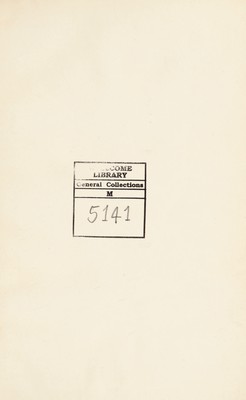 LIBRARY
General Collections
M
5141